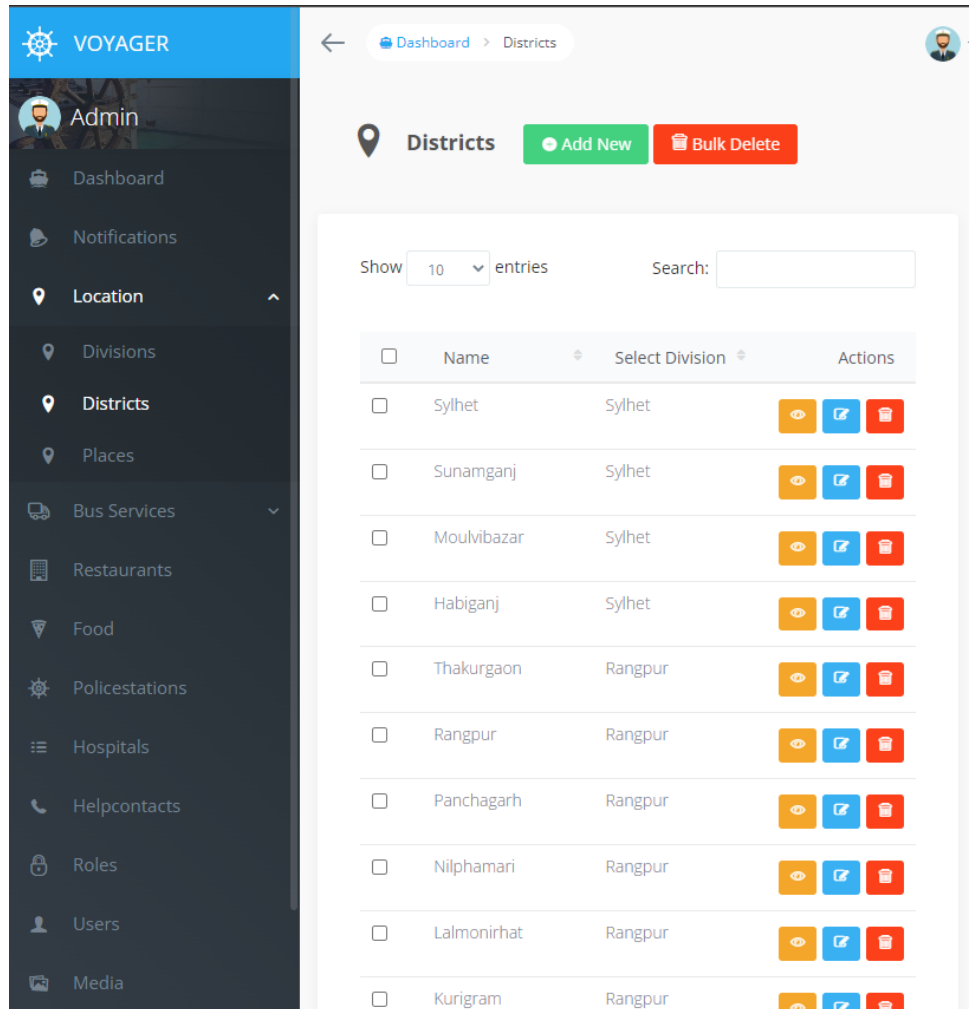 VOYAGER
Admin
Dashboard
Notifications
Location
Divisions
Districts
Places
Bus Services
Restaurants
Food
Policestations
Hospitals
Helpcontacts
Roles
Users
Media
Dashboard > Districts
Districts Add New Bulk Delete
Show 10 entries Search:
Name Select Division Actions
Sylhet Sylhet
Sunamganj Sylhet
Moulvibazar Sylhet
Habiganj Sylhet
Thakurgaon Rangpur
Rangpur Rangpur
Panchagarh Rangpur
Nilphamari Rangpur
Lalmonirhat Rangpur
Kurigram Rangpur